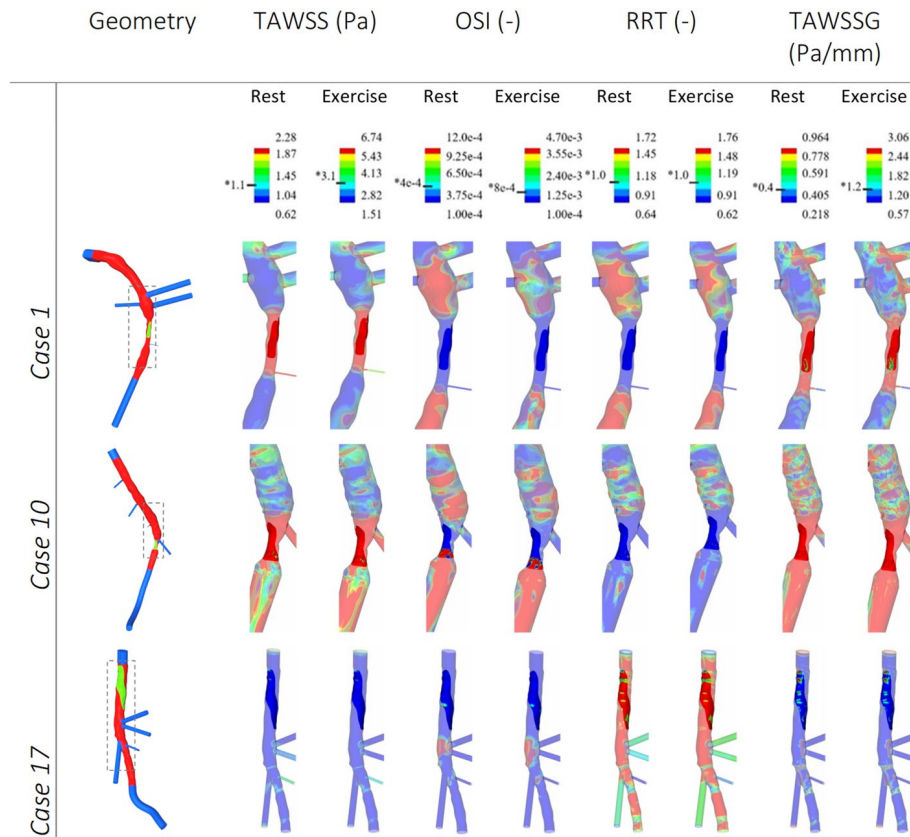 Geometry TAWSS (Pa) OSI (-) RRT (-) TAWSSG
(Pa/mm)
Rest Exercise Rest Exercise Rest Exercise Rest Exercise
2.28 6.74 12.0e-4 4.70e-3 1.72 1.76 0.964 3.06
1.87 5.43 9.25e-4 3.55e-3 1.45 1.48 0.778 2.44
1.45 4.13 6.50e-4 2.40e-3 1.18 1.19 0.591 1.82
*1.1 *3.1 *4e-4 *8e-4 *1.0 *1.0 *0.4 *1.2
1.04 2.82 3.75e-4 1.25e-3 0.91 0.91 0.405 1.20
0.62 1.51 1.00e-4 1.00e-4 0.64 0.62 0.218 0.57
Case 1
Case 10
Case 17